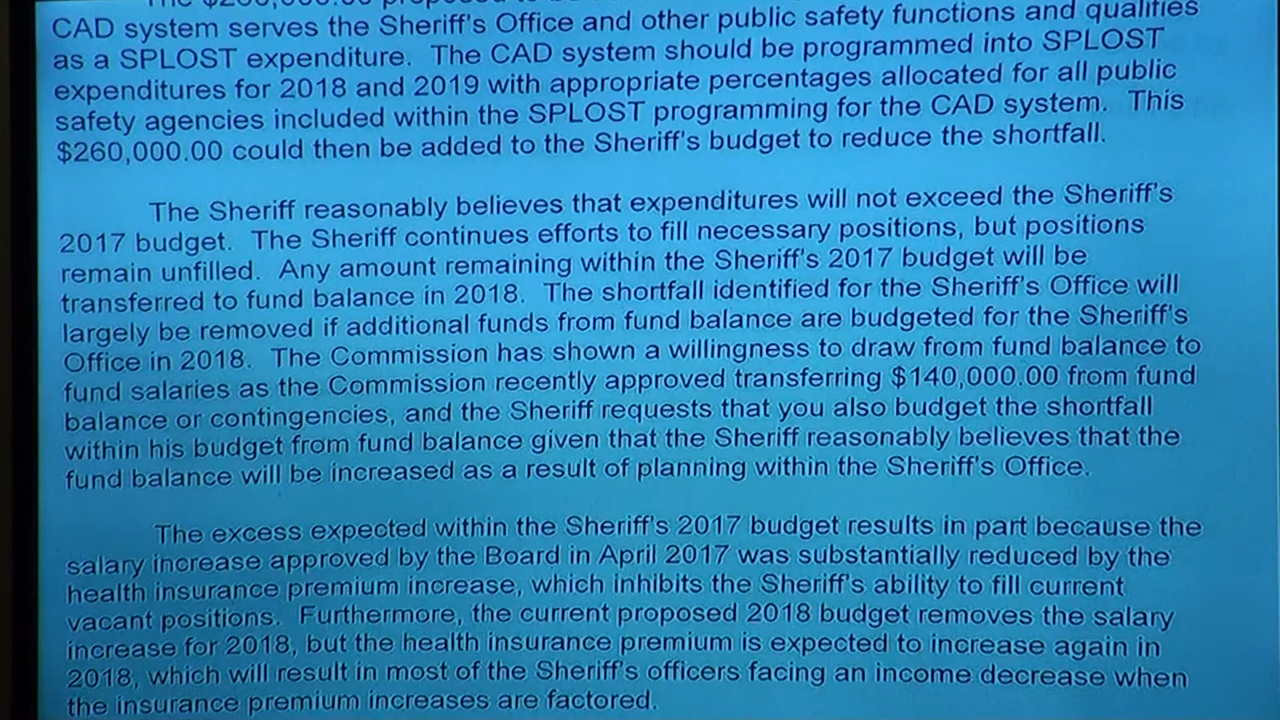 The $260,000.00 proposed to be
CAD system serves the Sheriff's Office and other public safety functions and qualifies
as a SPLOST expenditure. The CAD system should be programmed into SPLOST
expenditures for 2018 and 2019 with appropriate percentages allocated for all public
safety agencies included within the SPLOST programming for the CAD system. This
$260,000.00 could then be added to the Sheriff's budget to reduce the shortfall.
The Sheriff reasonably believes that expenditures will not exceed the Sheriff's
2017 budget. The Sheriff continues efforts to fill necessary positions, but positions
remain unfilled. Any amount remaining within the Sheriff's 2017 budget will be
transferred to fund balance in 2018. The shortfall identified for the Sheriff's Office will
largely be removed if additional funds from fund balance are budgeted for the Sheriff's
Office in 2018. The Commission has shown a willingness to draw from fund balance to
fund salaries as the Commission recently approved transferring $140,000.00 from fund
balance or contingencies, and the Sheriff requests that you also budget the shortfall
within his budget from fund balance given that the Sheriff reasonably believes that the
fund balance will be increased as a result of planning within the Sheriff's Office.
The excess expected within the Sheriff's 2017 budget results in part because the
salary increase approved by the Board in April 2017 was substantially reduced by the
health insurance premium increase, which inhibits the Sheriff's ability to fill current
vacant positions. Furthermore, the current proposed 2018 budget removes the salary
increase for 2018, but the health insurance premium is expected to increase again in
2018, which will result in most of the Sheriff's officers facing an income decrease when
the insurance premium increases are factored.